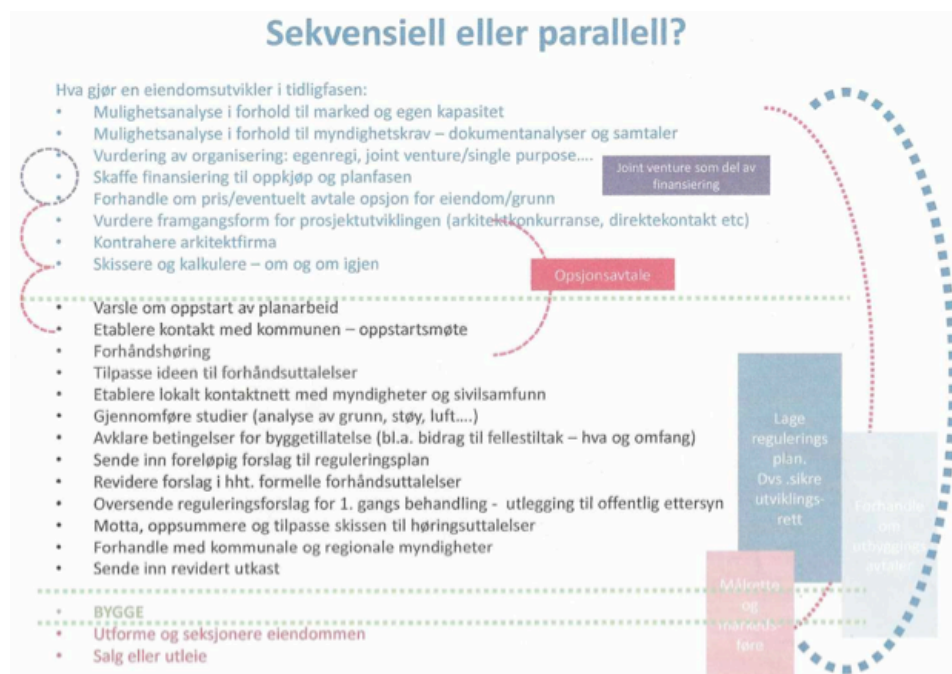 Sekvensiell eller parallell?
Hva gjør en eiendomsutvikler i tidligfasen:
• Mulighetsanalyse i forhold til marked og egen kapasitet
• Mulighetsanalyse i forhold til myndighetskrav – dokumentanalyser og samtaler
• Vurdering av organisering: egenregi, joint venture/single purpose....
• Skaffe finansiering til oppkjøp og planfasen
• Forhandle om pris/eventuelt avtale opsjon for eiendom/grunn
• Vurdere framgangsform for prosjektutviklingen (arkitektkonkurranse, direktekontakt etc)
• Kontrahere arkitektfirma
• Skissere og kalkulere – om og om igjen
Joint venture som del av
finansiering
Opsjonsavtale
• Varsle om oppstart av planarbeid
• Etablere kontakt med kommunen – oppstartsmøte
• Forhåndshøring
• Tilpasse ideen til forhåndsuttalelser
• Etablere lokalt kontaktnett med myndigheter og sivilsamfunn
• Gjennomføre studier (analyse av grunn, støy, luft....)
• Avklare betingelser for byggetillatelse (bl.a. bidrag til fellestiltak – hva og omfang)
• Sende inn foreløpig forslag til reguleringsplan
• Revidere forslag i hht. formelle forhåndsuttalelser
• Oversende reguleringsforslag for 1. gangs behandling - utlegging til offentlig ettersyn
• Motta, oppsummere og tilpasse skissen til høringsuttalelser
• Forhandle med kommunale og regionale myndigheter
• Sende inn revidert utkast
Lage
regulerings
plan.
Dvs .sikre
utviklings-
rett
Forhandle
om
utbyggings
avtaler
Målrette
og
markeds-
føre
• BYGGE
• Utforme og seksjonere eiendommen
• Salg eller utleie